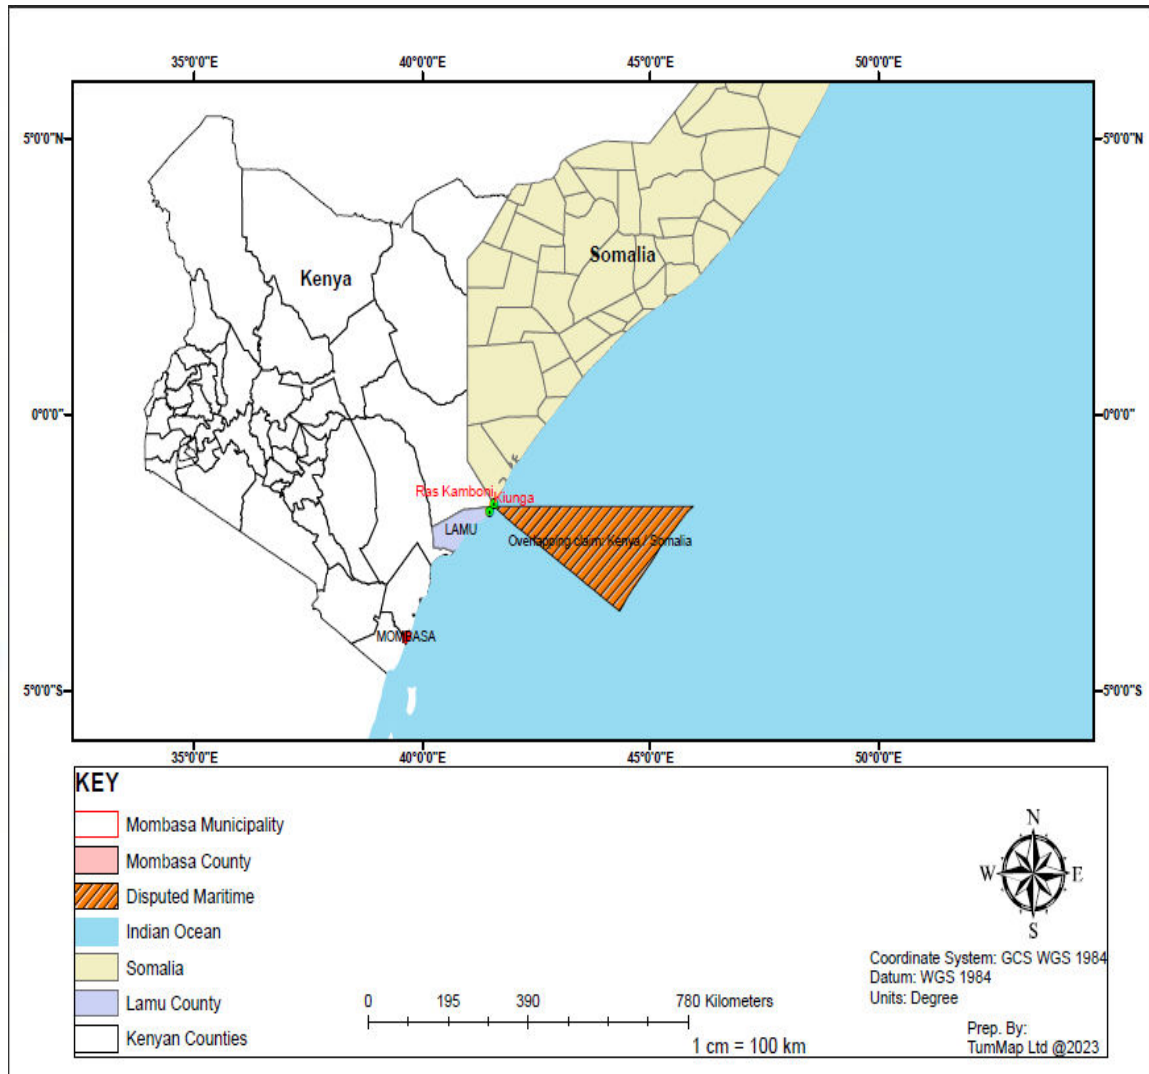 35°0'0"E 40°0'0"E 45°0'0"E 50°0'0"E
5°0'0"N 5°0'0"N
Somalia
Kenya
0°0'0" 0°0'0"
Ras Kamboni
Kiunga
LAMU
Overlapping claim: Kenya / Somalia
MOMBASA
5°0'0"S 5°0'0"S
35°0'0"E 40°0'0"E 45°0'0"E 50°0'0"E
KEY
Mombasa Municipality
Mombasa County
Disputed Maritime
Indian Ocean
Somalia
Lamu County
Kenyan Counties
0 195 390 780 Kilometers
1 cm = 100 km
N
W E
S
Coordinate System: GCS WGS 1984
Datum: WGS 1984
Units: Degree
Prep. By:
TumMap Ltd @2023